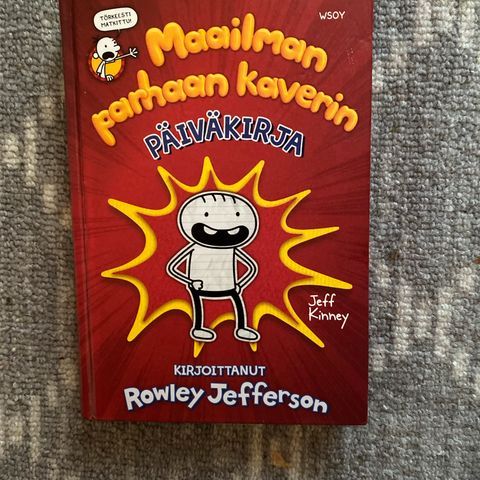 TÖRKEESTI
MATKITTU!
WSOY
Maailman
parhaan kaverin
PÄIVÄKIRJA
Jeff
Kinney
KIRJOITTANUT
Rowley Jefferson